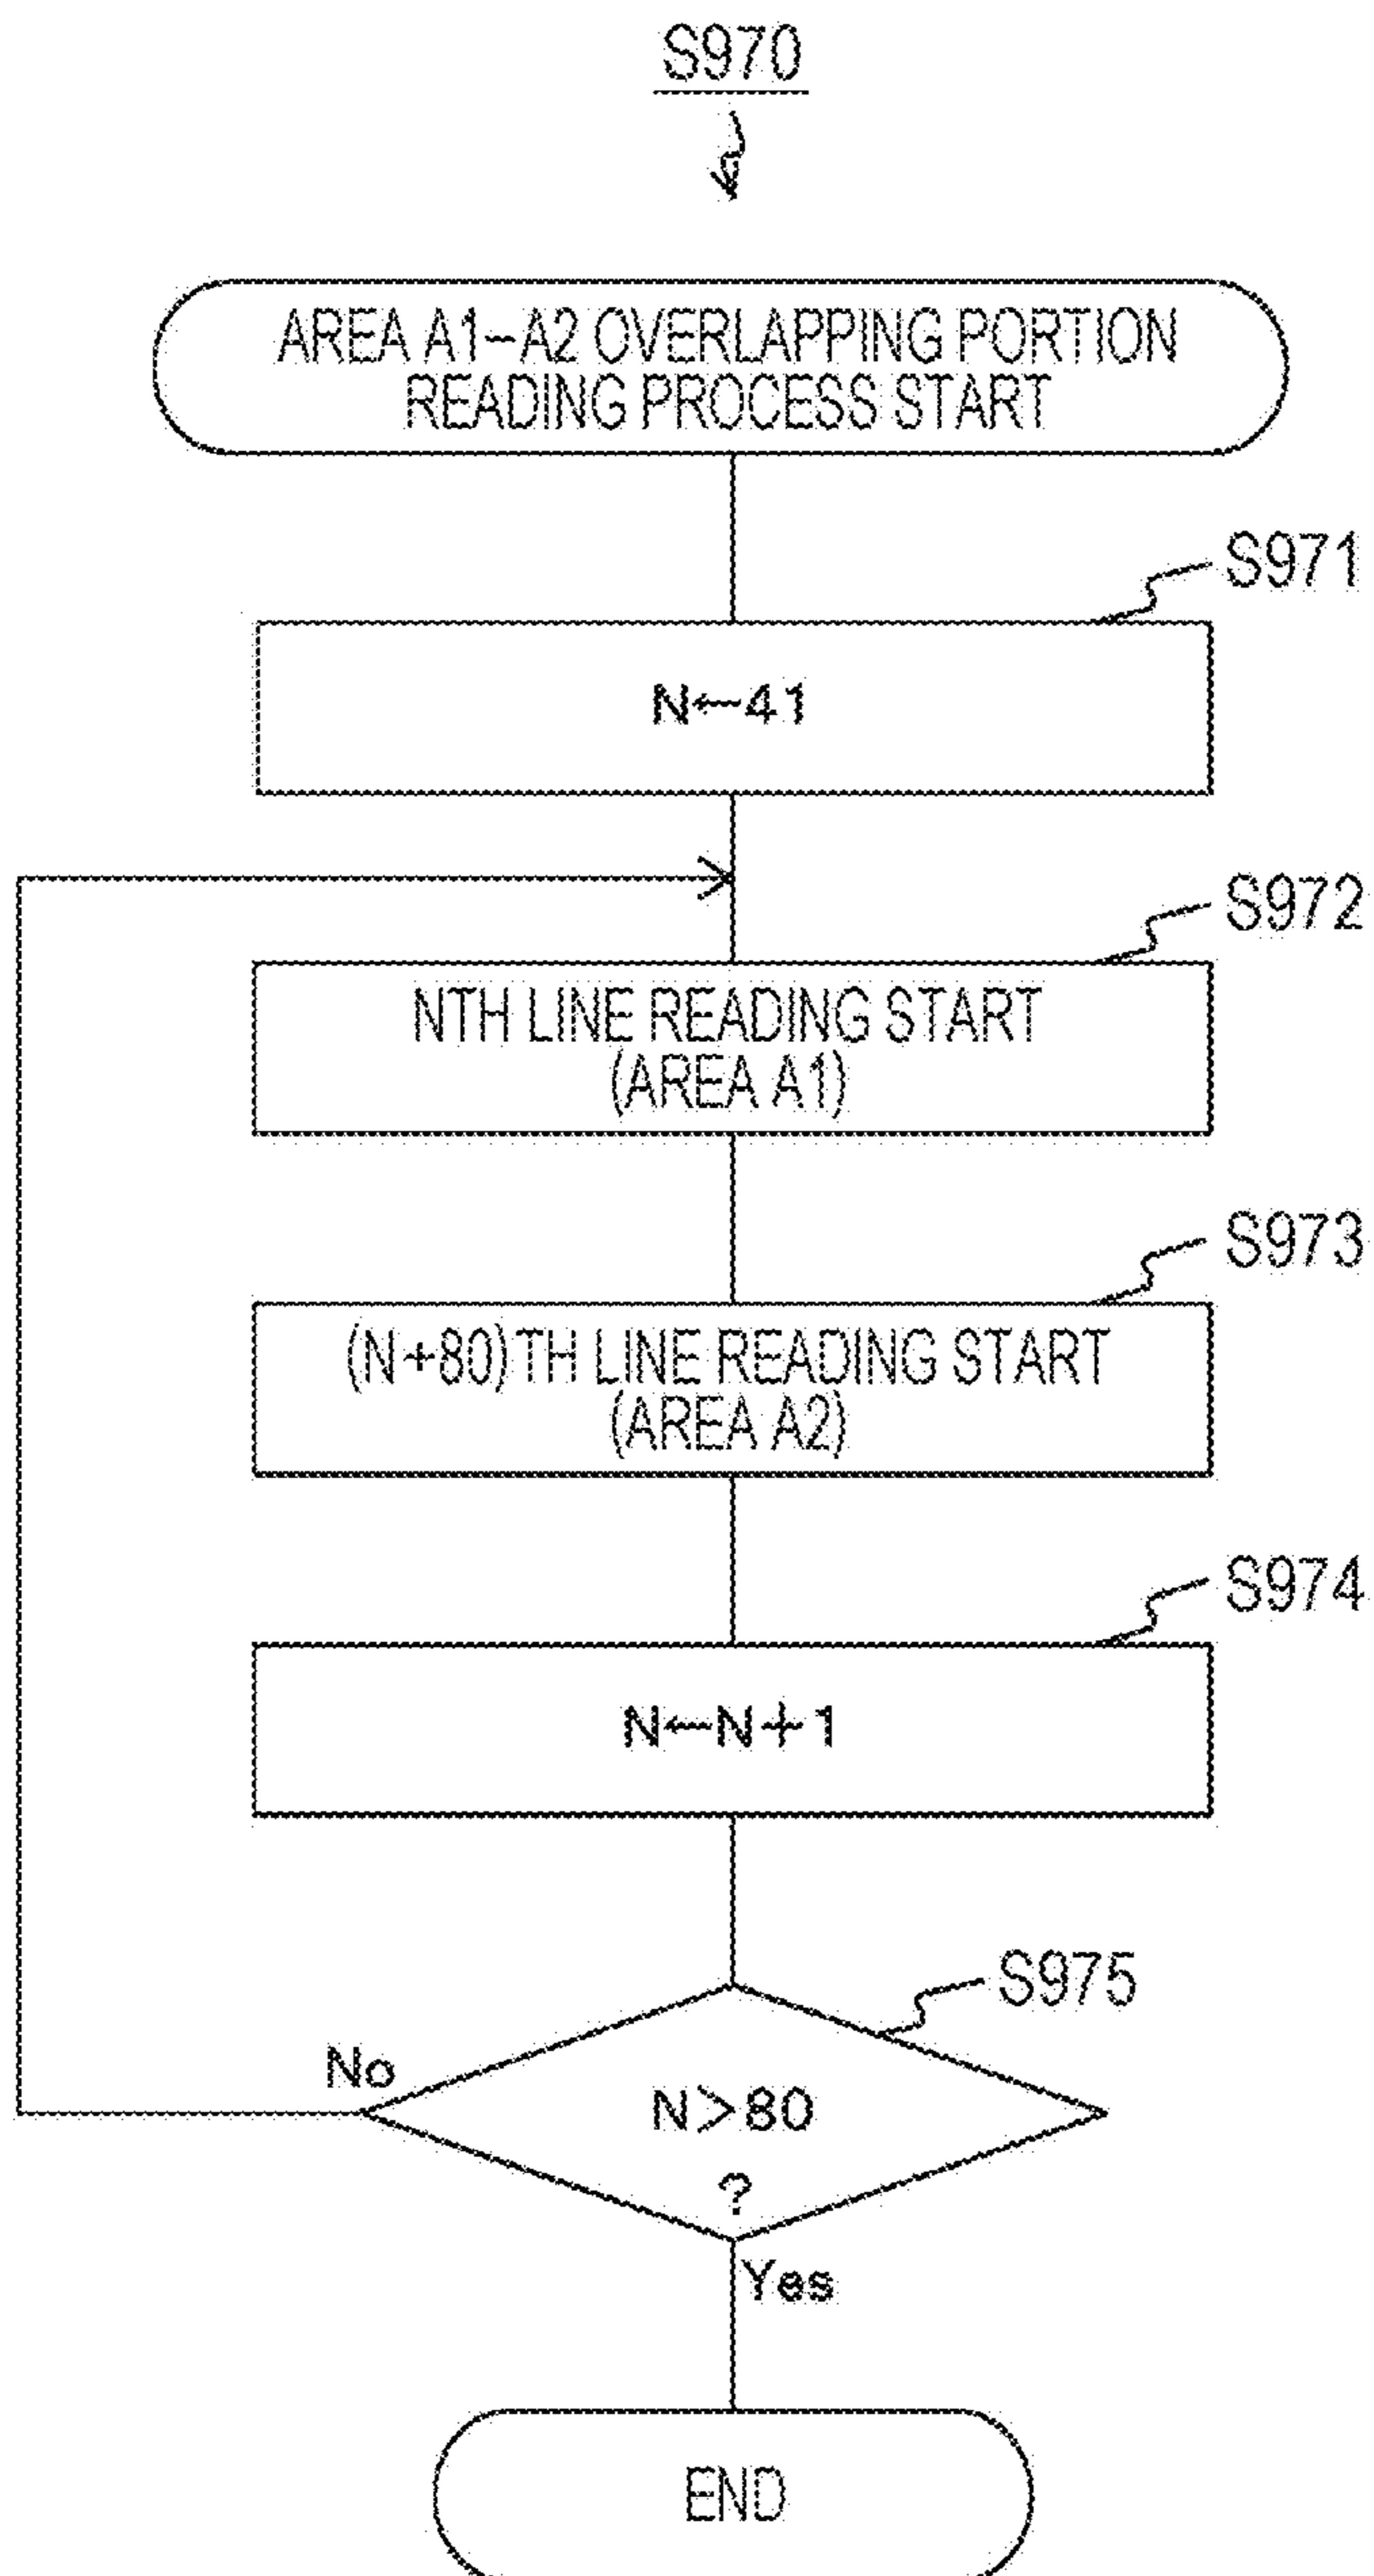 S970
AREA A1-A2 OVERLAPPING PORTION
READING PROCESS START
S971
N←41
S972
NTH LINE READING START
(AREA A1)
S973
(N+80)TH LINE READING START
(AREA A2)
S974
N←N+1
S975
No
N>80
?
Yes
END